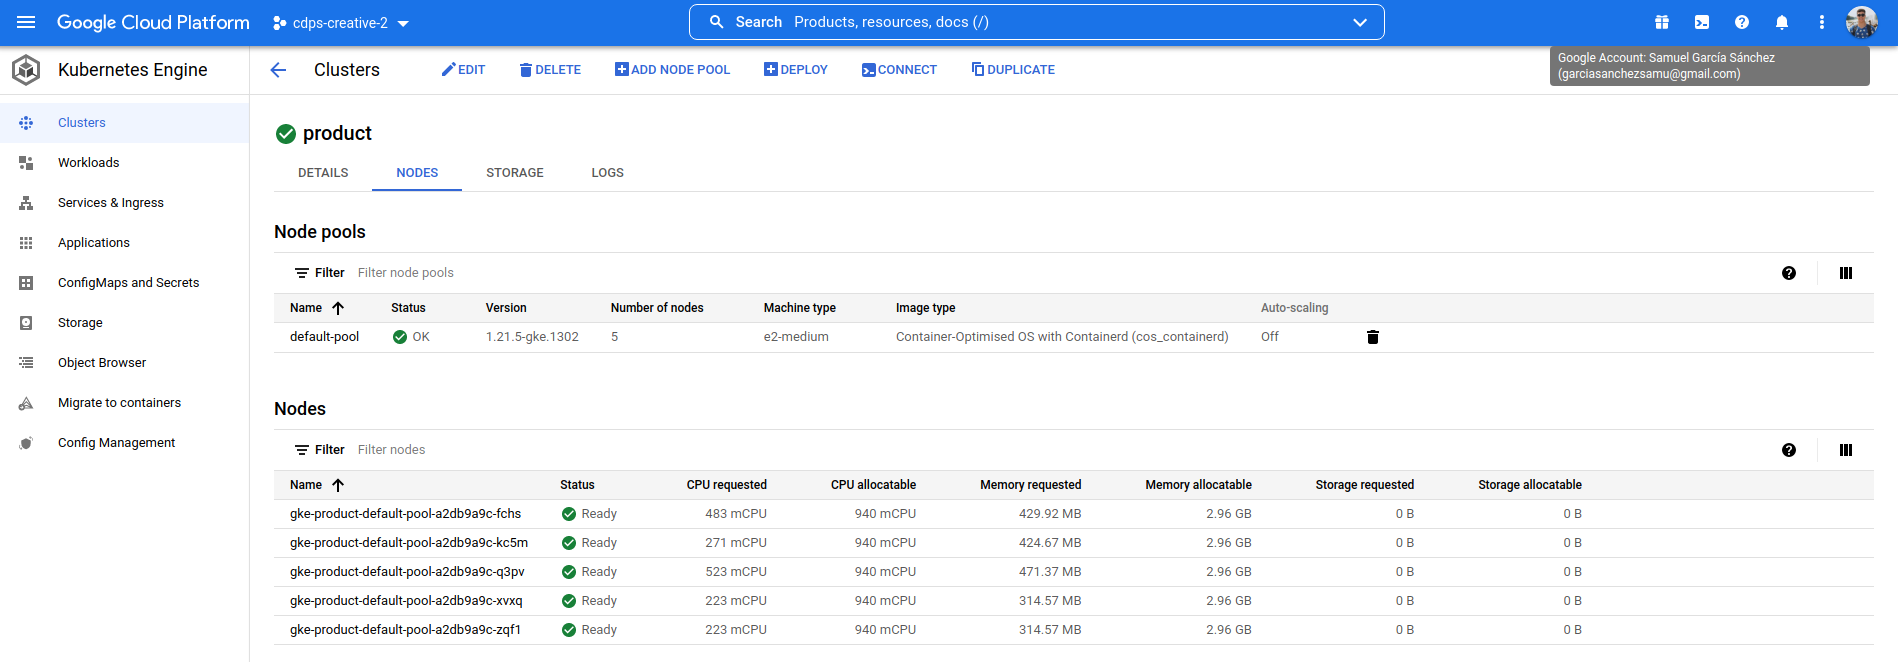 Google Cloud Platform cdps-creative-2 Search Products, resources, docs (/)
Google Account: Samuel García Sánchez
(garciasanchezsamu@gmail.com)
Kubernetes Engine Clusters EDIT DELETE ADD NODE POOL DEPLOY CONNECT DUPLICATE
Clusters
Workloads
Services & Ingress
Applications
ConfigMaps and Secrets
Storage
Object Browser
Migrate to containers
Config Management
product
DETAILS NODES STORAGE LOGS
Node pools
Filter Filter node pools
Name Status Version Number of nodes Machine type Image type Auto-scaling
default-pool OK 1.21.5-gke.1302 5 e2-medium Container-Optimised OS with Containerd (cos_containerd) Off
Nodes
Filter Filter nodes
Name Status CPU requested CPU allocatable Memory requested Memory allocatable Storage requested Storage allocatable
gke-product-default-pool-a2db9a9c-fchs Ready 483 mCPU 940 mCPU 429.92 MB 2.96 GB 0 B 0 B
gke-product-default-pool-a2db9a9c-kc5m Ready 271 mCPU 940 mCPU 424.67 MB 2.96 GB 0 B 0 B
gke-product-default-pool-a2db9a9c-q3pv Ready 523 mCPU 940 mCPU 471.37 MB 2.96 GB 0 B 0 B
gke-product-default-pool-a2db9a9c-xvxq Ready 223 mCPU 940 mCPU 314.57 MB 2.96 GB 0 B 0 B
gke-product-default-pool-a2db9a9c-zqf1 Ready 223 mCPU 940 mCPU 314.57 MB 2.96 GB 0 B 0 B